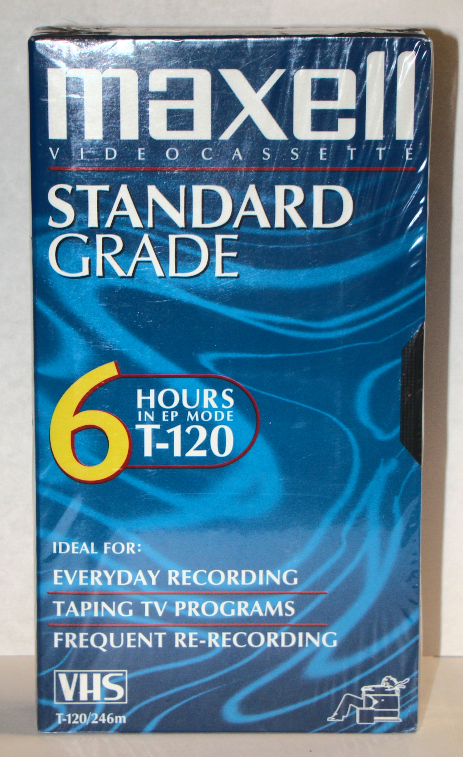 maxell
VIDEOCASSETTE
STANDARD
GRADE
6 HOURS
IN EP MODE
T-120
IDEAL FOR:
EVERYDAY RECORDING
TAPING TV PROGRAMS
FREQUENT RE-RECORDING
VHS
T-120/246m